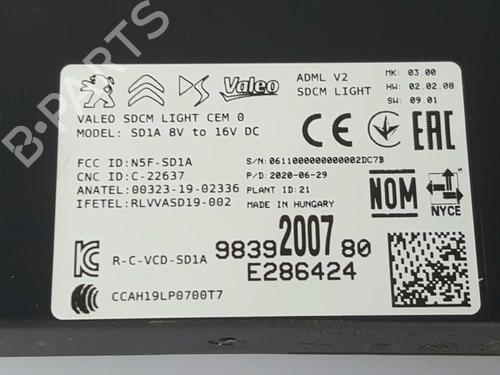 B-PARTS
Valeo
ADML V2
SDCM LIGHT
MK: 03.00
HW: 02.02.08
SW: 09.01
VALEO SDCM LIGHT CEM 0
MODEL: SD1A 8V to 16V DC
CE
EAC
FCC ID:N5F-SD1A
CNC ID:C-22637
ANATEL:00323-19-02336
IFETEL:RLVVASD19-002
S/N:0611000000000002DC7B
P/D:2020-06-29
PLANT ID:21
MADE IN HUNGARY
NOM
NYCE
R-C-VCD-SD1A
9839200780
E286424
CCAH19LP0700T7